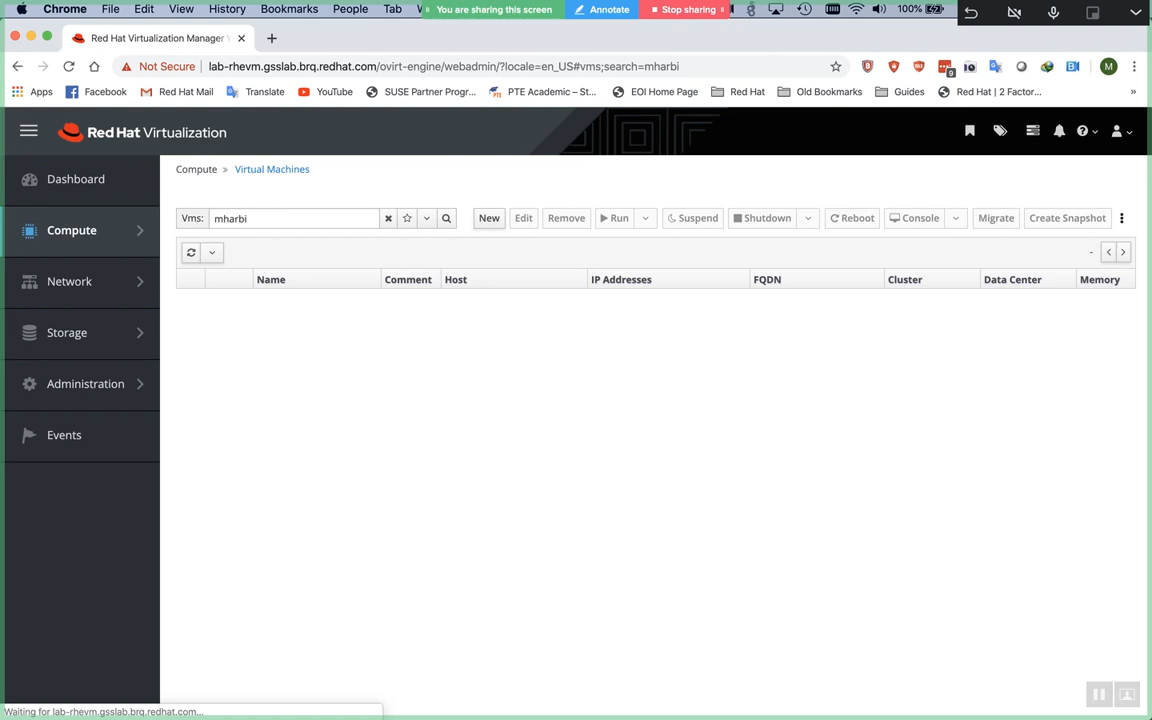 Chrome File Edit View History Bookmarks People Tab
You are sharing this screen Annotate Stop sharing
100%
Red Hat Virtualization Manager
Not Secure lab-rhevm.gsslab.brq.redhat.com/ovirt-engine/webadmin/?locale=en_US#vms;search=mharbi
9 M
Apps Facebook Red Hat Mail Translate YouTube SUSE Partner Progr... PTE Academic – St... EOI Home Page Red Hat Old Bookmarks Guides Red Hat | 2 Factor... »
Red Hat Virtualization
Dashboard
Compute
Network
Storage
Administration
Events
Compute » Virtual Machines
Vms: mharbi New Edit Remove Run Suspend Shutdown Reboot Console Migrate Create Snapshot
-
Name Comment Host IP Addresses FQDN Cluster Data Center Memory
Waiting for lab-rhevm.gsslab.brq.redhat.com...